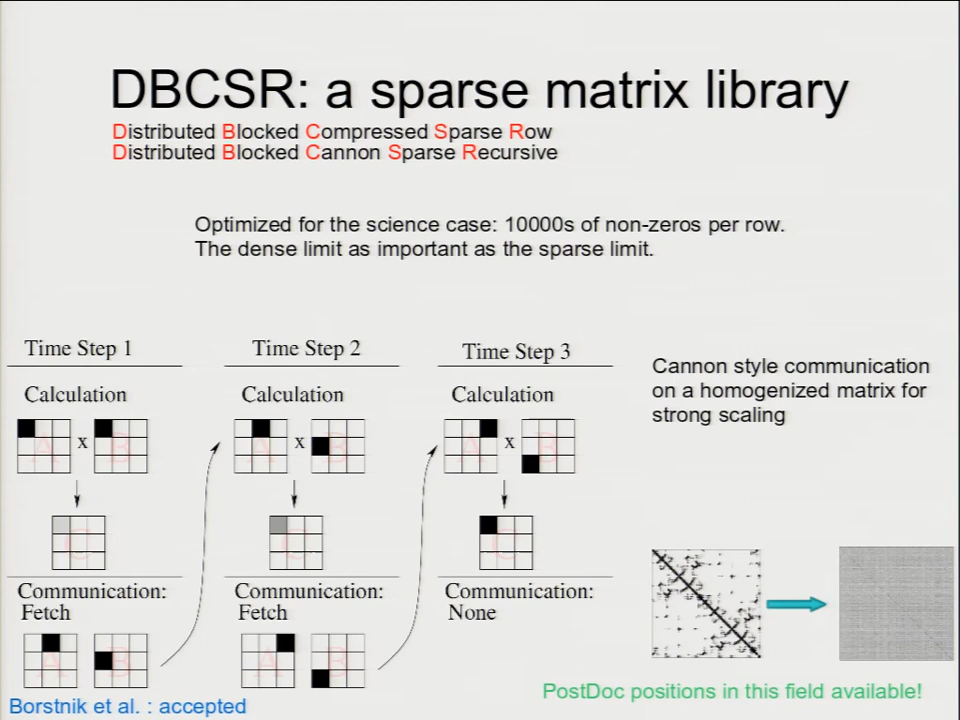 DBCSR: a sparse matrix library
Distributed Blocked Compressed Sparse Row
Distributed Blocked Cannon Sparse Recursive
Optimized for the science case: 10000s of non-zeros per row.
The dense limit as important as the sparse limit.
Time Step 1
Calculation
A x B
C
Communication:
Fetch
A B
Time Step 2
Calculation
A x B
C
Communication:
Fetch
A B
Time Step 3
Calculation
A x B
C
Communication:
None
Cannon style communication
on a homogenized matrix for
strong scaling
Borstnik et al. : accepted
PostDoc positions in this field available!